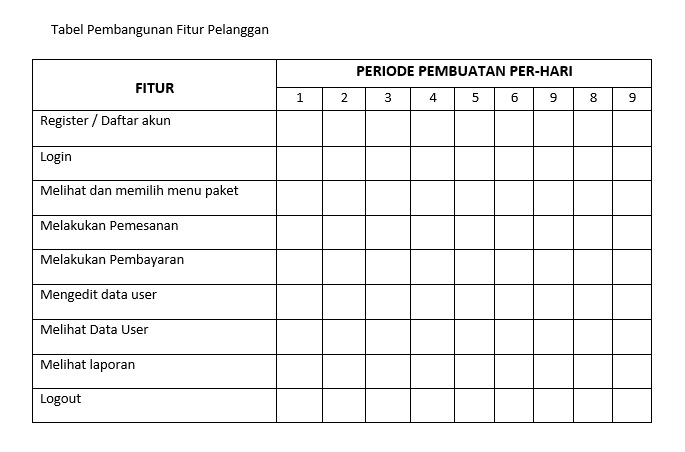 Tabel Pembangunan Fitur Pelanggan
FITUR
PERIODE PEMBUATAN PER-HARI
1 2 3 4 5 6 9 8 9
Register / Daftar akun
Login
Melihat dan memilih menu paket
Melakukan Pemesanan
Melakukan Pembayaran
Mengedit data user
Melihat Data User
Melihat laporan
Logout